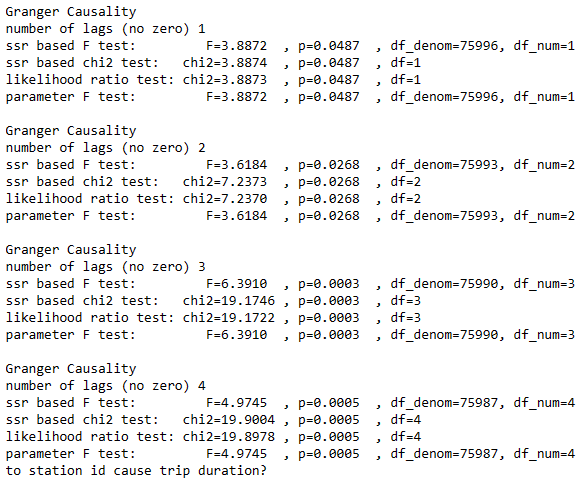 Granger Causality
number of lags (no zero) 1
ssr based F test:         F=3.8872  , p=0.0487  , df_denom=75996, df_num=1
ssr based chi2 test:   chi2=3.8874  , p=0.0487  , df=1
likelihood ratio test: chi2=3.8873  , p=0.0487  , df=1
parameter F test:         F=3.8872  , p=0.0487  , df_denom=75996, df_num=1

Granger Causality
number of lags (no zero) 2
ssr based F test:         F=3.6184  , p=0.0268  , df_denom=75993, df_num=2
ssr based chi2 test:   chi2=7.2373  , p=0.0268  , df=2
likelihood ratio test: chi2=7.2370  , p=0.0268  , df=2
parameter F test:         F=3.6184  , p=0.0268  , df_denom=75993, df_num=2

Granger Causality
number of lags (no zero) 3
ssr based F test:         F=6.3910  , p=0.0003  , df_denom=75990, df_num=3
ssr based chi2 test:   chi2=19.1746 , p=0.0003  , df=3
likelihood ratio test: chi2=19.1722 , p=0.0003  , df=3
parameter F test:         F=6.3910  , p=0.0003  , df_denom=75990, df_num=3

Granger Causality
number of lags (no zero) 4
ssr based F test:         F=4.9745  , p=0.0005  , df_denom=75987, df_num=4
ssr based chi2 test:   chi2=19.9004 , p=0.0005  , df=4
likelihood ratio test: chi2=19.8978 , p=0.0005  , df=4
parameter F test:         F=4.9745  , p=0.0005  , df_denom=75987, df_num=4
to station id cause trip duration?